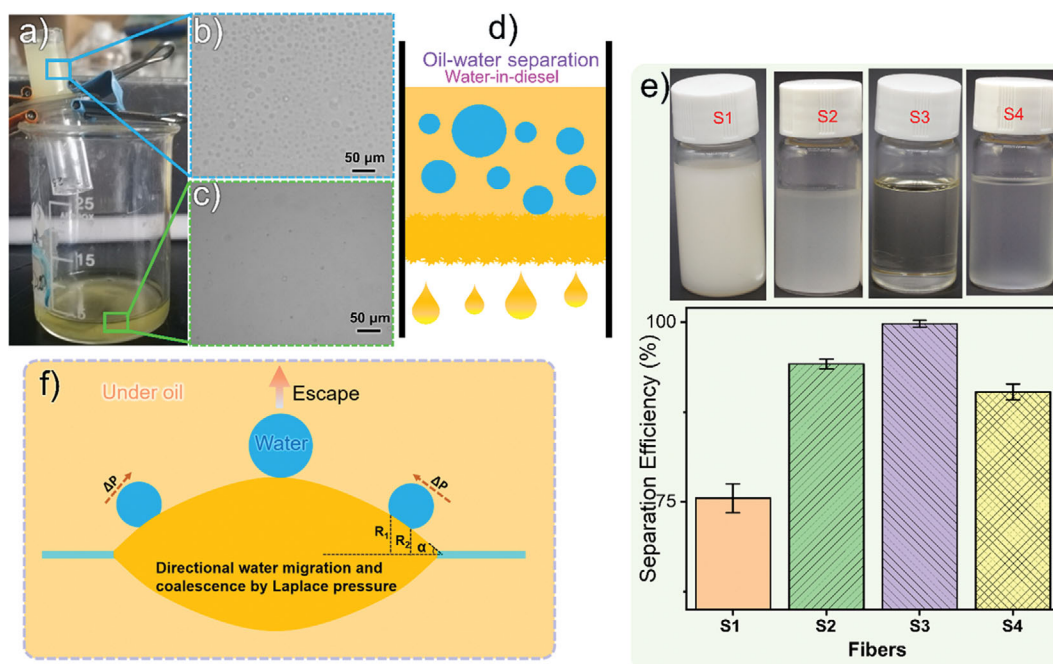 a)
25
APPROX
15
5
b)
50 μm
c)
50 μm
d)
Oil-water separation
Water-in-diesel
e)
S1
S2
S3
S4
100
75
Separation Efficiency (%)
S1
S2
S3
S4
Fibers
f)
Under oil
Escape
Water
ΔP
ΔP
R1
R2
α
Directional water migration and
coalescence by Laplace pressure